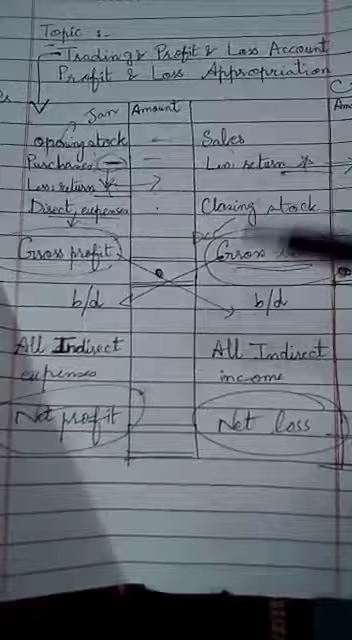 Topic :-
Trading & Profit & Loss Account
Profit & Loss Appropriation
Jan Amount
Opening stock Sales
Purchases Less: return
Less: return
Direct expenses Closing stock
Gross profit Gross
b/d b/d
All Indirect All Indirect
expenses income
Net profit Net loss